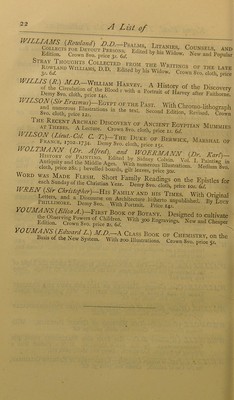 22
A List of
WILLIAMS (Rowland) D.D.—PSALMS, LITANIES, COUNSELS, AND
COLLECTS FOR DEVOUT PERSONS. Edited by his Widow. New and Popular
Edition. Crown 8vo. price 3s. 6d.
STRAY THOUGHTS COLLECTED FROM THE WRITINGS OF THE LATE
ROWLAND WILLIAMS, D.D. Edited by his Widow. Crown 8vo. cloth, price
3s. 6d.
WILLIS (R.) M.D.—WILLIAM HARVEY. A History of the Discovery
of the Circulation of the Blood: with a Portrait of Harvey after Faithorne.
Demy 8vo. cloth, price 14s.
WILSON (Sir Erasmus)—EGYPT OF THE PAST. With Chromo-lithograph
and numerous Illustrations in the text. Second Edition, Revised. Crown
8vo. cloth, price 12s.
THE RECENT ARCHAIC DISCOVERY OF ANCIENT EGYPTIAN MUMMIES
AT THEBES. A Lecture. Crown 8vo. cloth, price 1s. 6d.
WILSON (Lieut.-Col. C. T.)—THE DUKE OF BERWICK, MARSHAL OF
FRANCE, 1702-1734. Demy 8vo. cloth, price 15s.
WOLTMANN (Dr. Alfred) and WOERMANN (Dr. Karl)—
HISTORY OF PAINTING. Edited by Sidney Colvin. Vol. I. Painting in
Antiquity and the Middle Ages. With numerous Illustrations. Medium 8vo.
cloth, price 28s.; bevelled boards, gilt leaves, price 30s.
WORD WAS MADE FLESH. Short Family Readings on the Epistles for
each Sunday of the Christian Year. Demy 8vo. cloth, price 10s. 6d.
WREN (Sir Christopher)—HIS FAMILY AND HIS TIMES. With Original
Letters, and a Discourse on Architecture hitherto unpublished. By LUCY
PHILLIMORE. Demy 8vo. With Portrait. Price 14s.
YOUMANS (Eliza A.)—FIRST BOOK OF BOTANY. Designed to cultivate
the Observing Powers of Children. With 300 Engravings. New and Cheaper
Edition. Crown 8vo. price 2s. 6d.
YOUMANS (Edward L.) M.D.—A CLASS BOOK OF CHEMISTRY, on the
Basis of the New System. With 200 Illustrations. Crown 8vo. price 5s.